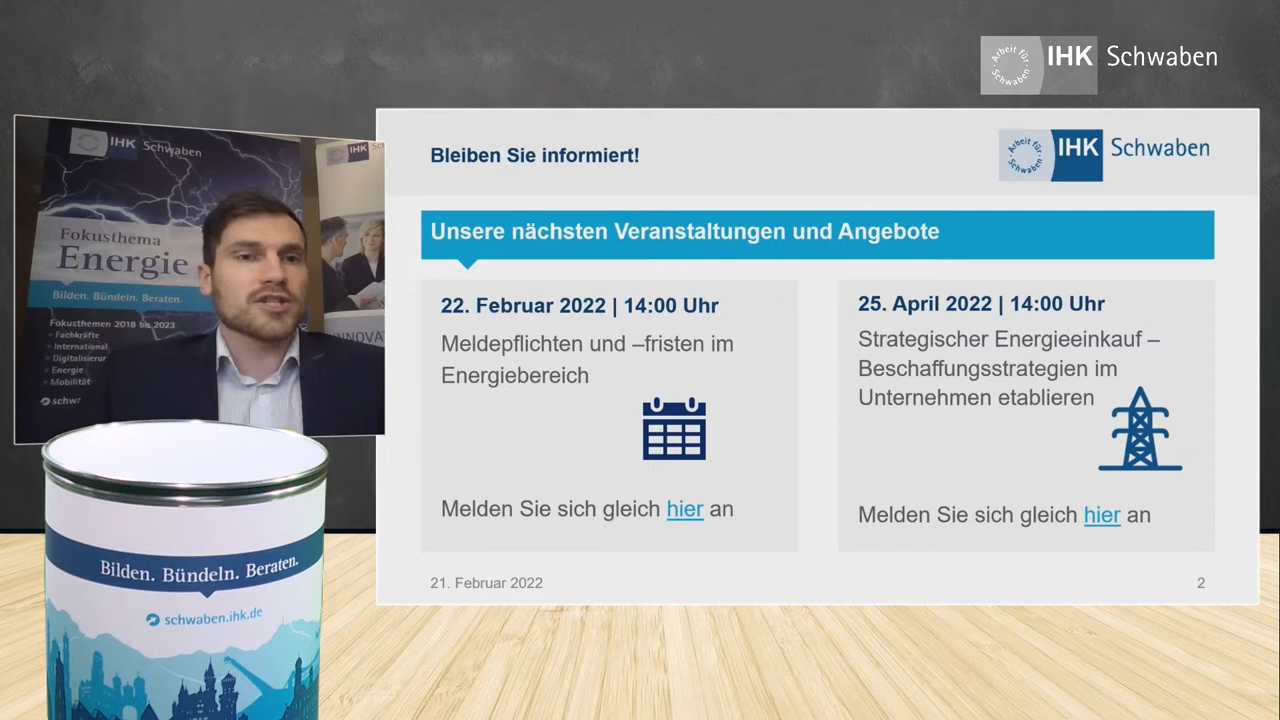 Arbeit für Schwaben
IHK Schwaben
IHK Schwaben
IHK
Fokusthema
Energie
Bilden. Bündeln. Beraten.
Fokusthemen 2018 bis 2023
Fachkräfte
International
Digitalisierun
Energie
Mobilität
schw
Bleiben Sie informiert!
Arbeit für Schwaben
IHK Schwaben
Unsere nächsten Veranstaltungen und Angebote
22. Februar 2022 | 14:00 Uhr
Meldepflichten und –fristen im
Energiebereich
Melden Sie sich gleich hier an
25. April 2022 | 14:00 Uhr
Strategischer Energieeinkauf –
Beschaffungsstrategien im
Unternehmen etablieren
Melden Sie sich gleich hier an
21. Februar 2022
2
Bilden. Bündeln. Beraten.
schwaben.ihk.de